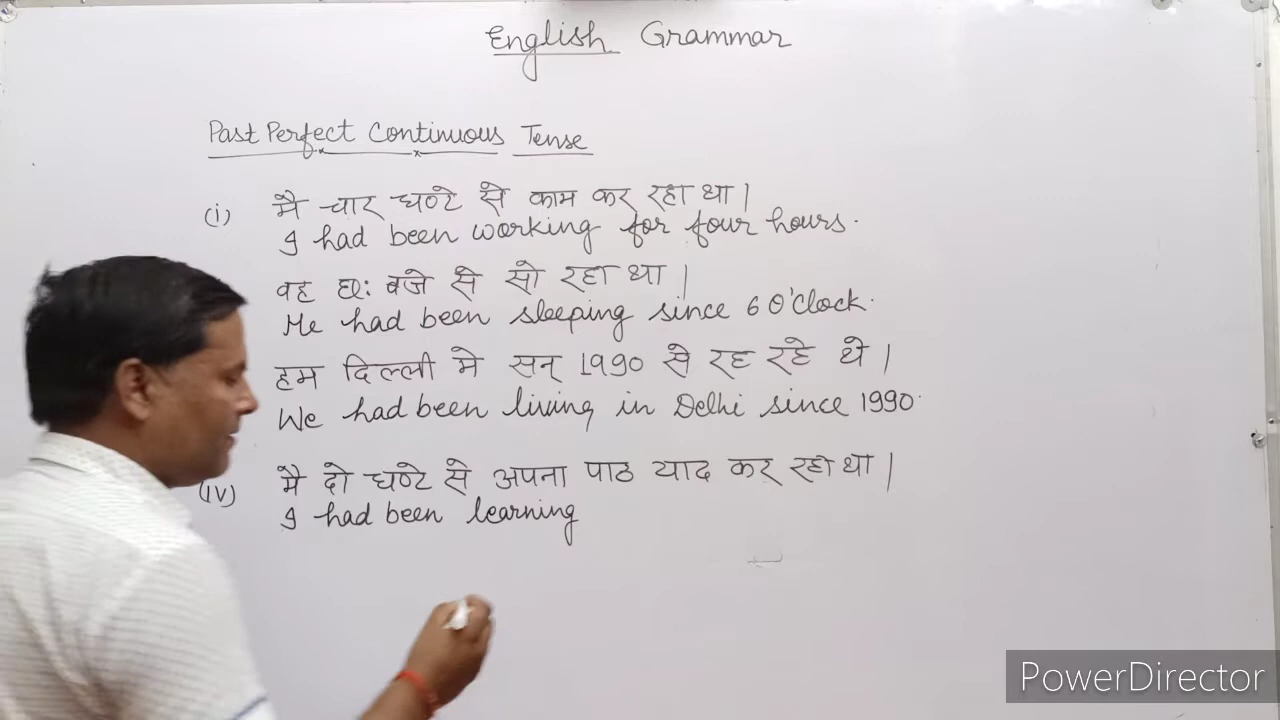 English Grammar
Past Perfect Continuous Tense
(i) मै चार घण्टे से काम कर रहा था |
I had been working for four hours.
वह छः बजे से सो रहा था |
He had been sleeping since 6 O'Clock.
हम दिल्ली मे सन् 1990 से रह रहे थे |
We had been living in Delhi since 1990.
(iv) मै दो घण्टे से अपना पाठ याद कर रहा था |
I had been learning
PowerDirector